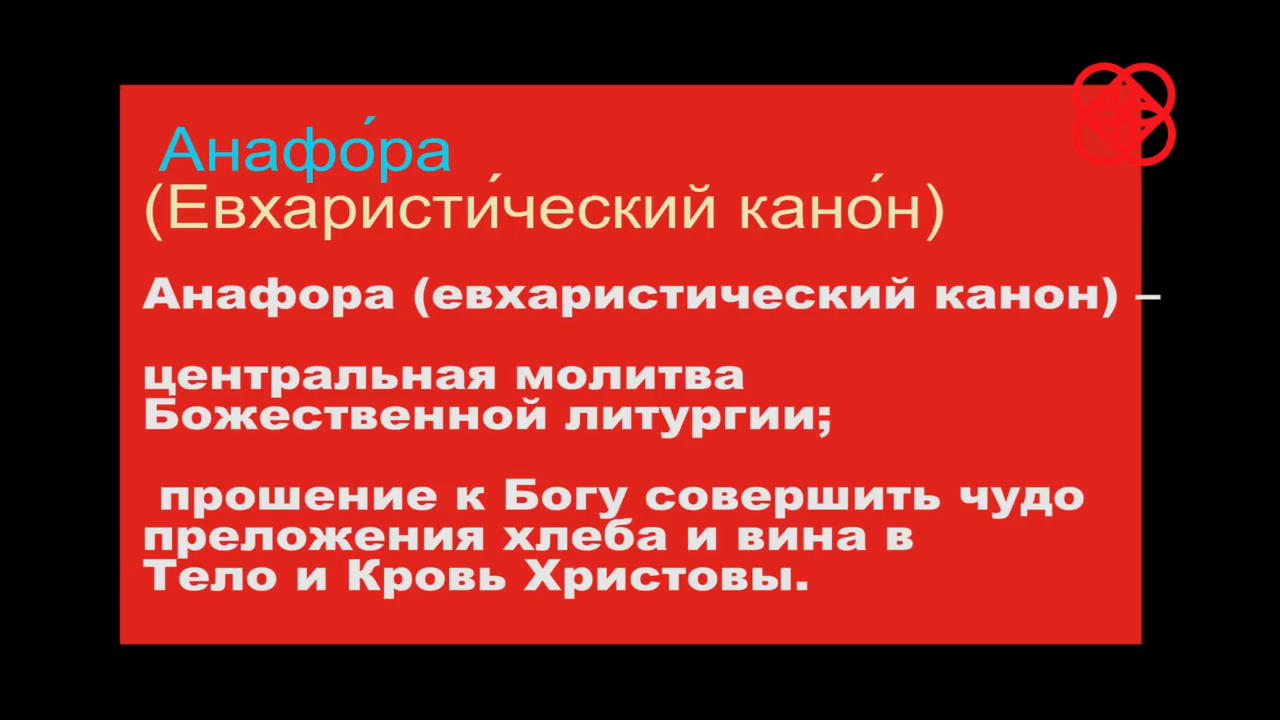 Анафо́ра
(Евхаристи́ческий кано́н)
Анафора (евхаристический канон) –
центральная молитва
Божественной литургии;
прошение к Богу совершить чудо
преложения хлеба и вина в
Тело и Кровь Христовы.